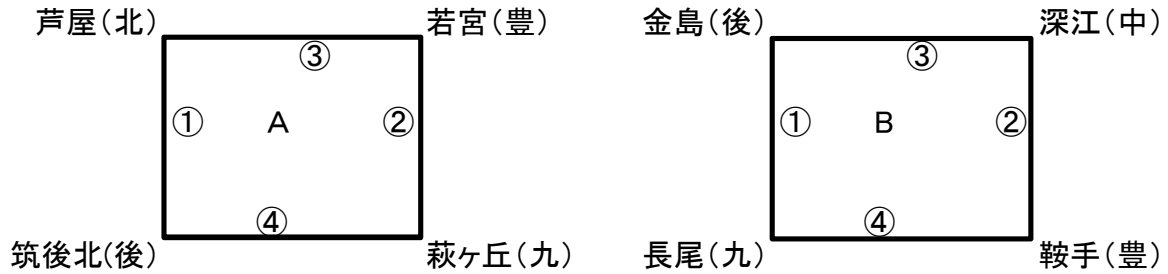 芦屋(北) 若宮(豊) 金島(後) 深江(中)
③ ③
① A ② ① B ②
④ ④
筑後北(後) 萩ヶ丘(九) 長尾(九) 鞍手(豊)